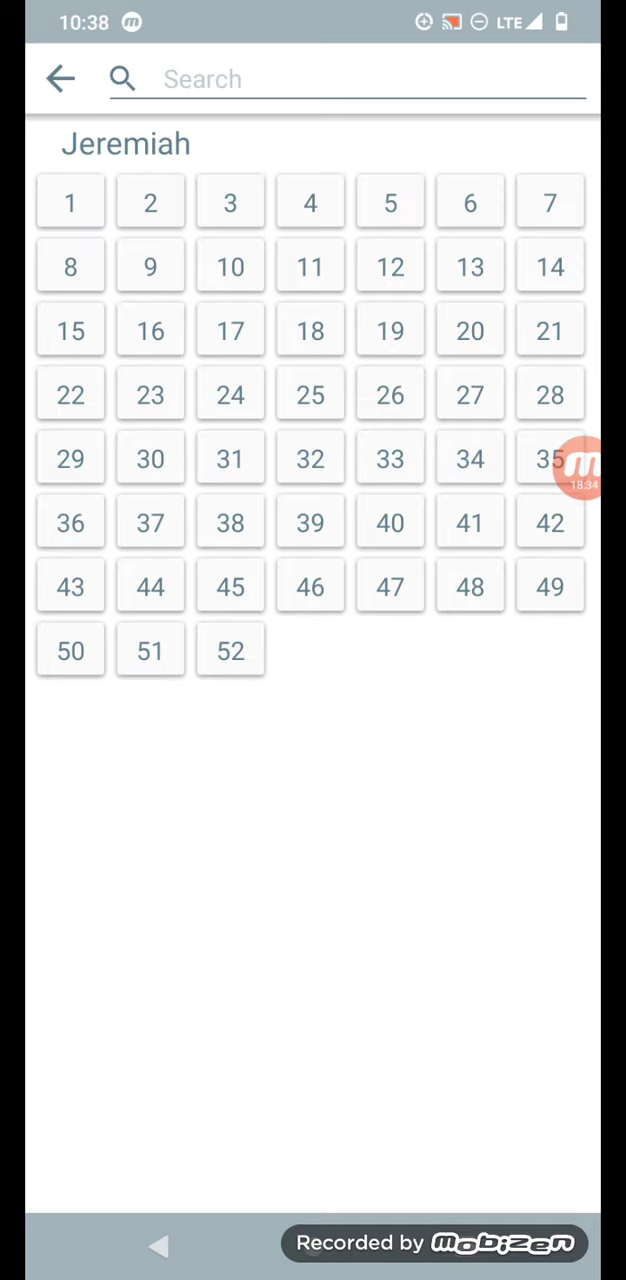 10:38 LTE
Search
Jeremiah
1 2 3 4 5 6 7
8 9 10 11 12 13 14
15 16 17 18 19 20 21
22 23 24 25 26 27 28
29 30 31 32 33 34 35
18:34
36 37 38 39 40 41 42
43 44 45 46 47 48 49
50 51 52
Recorded by mobizen